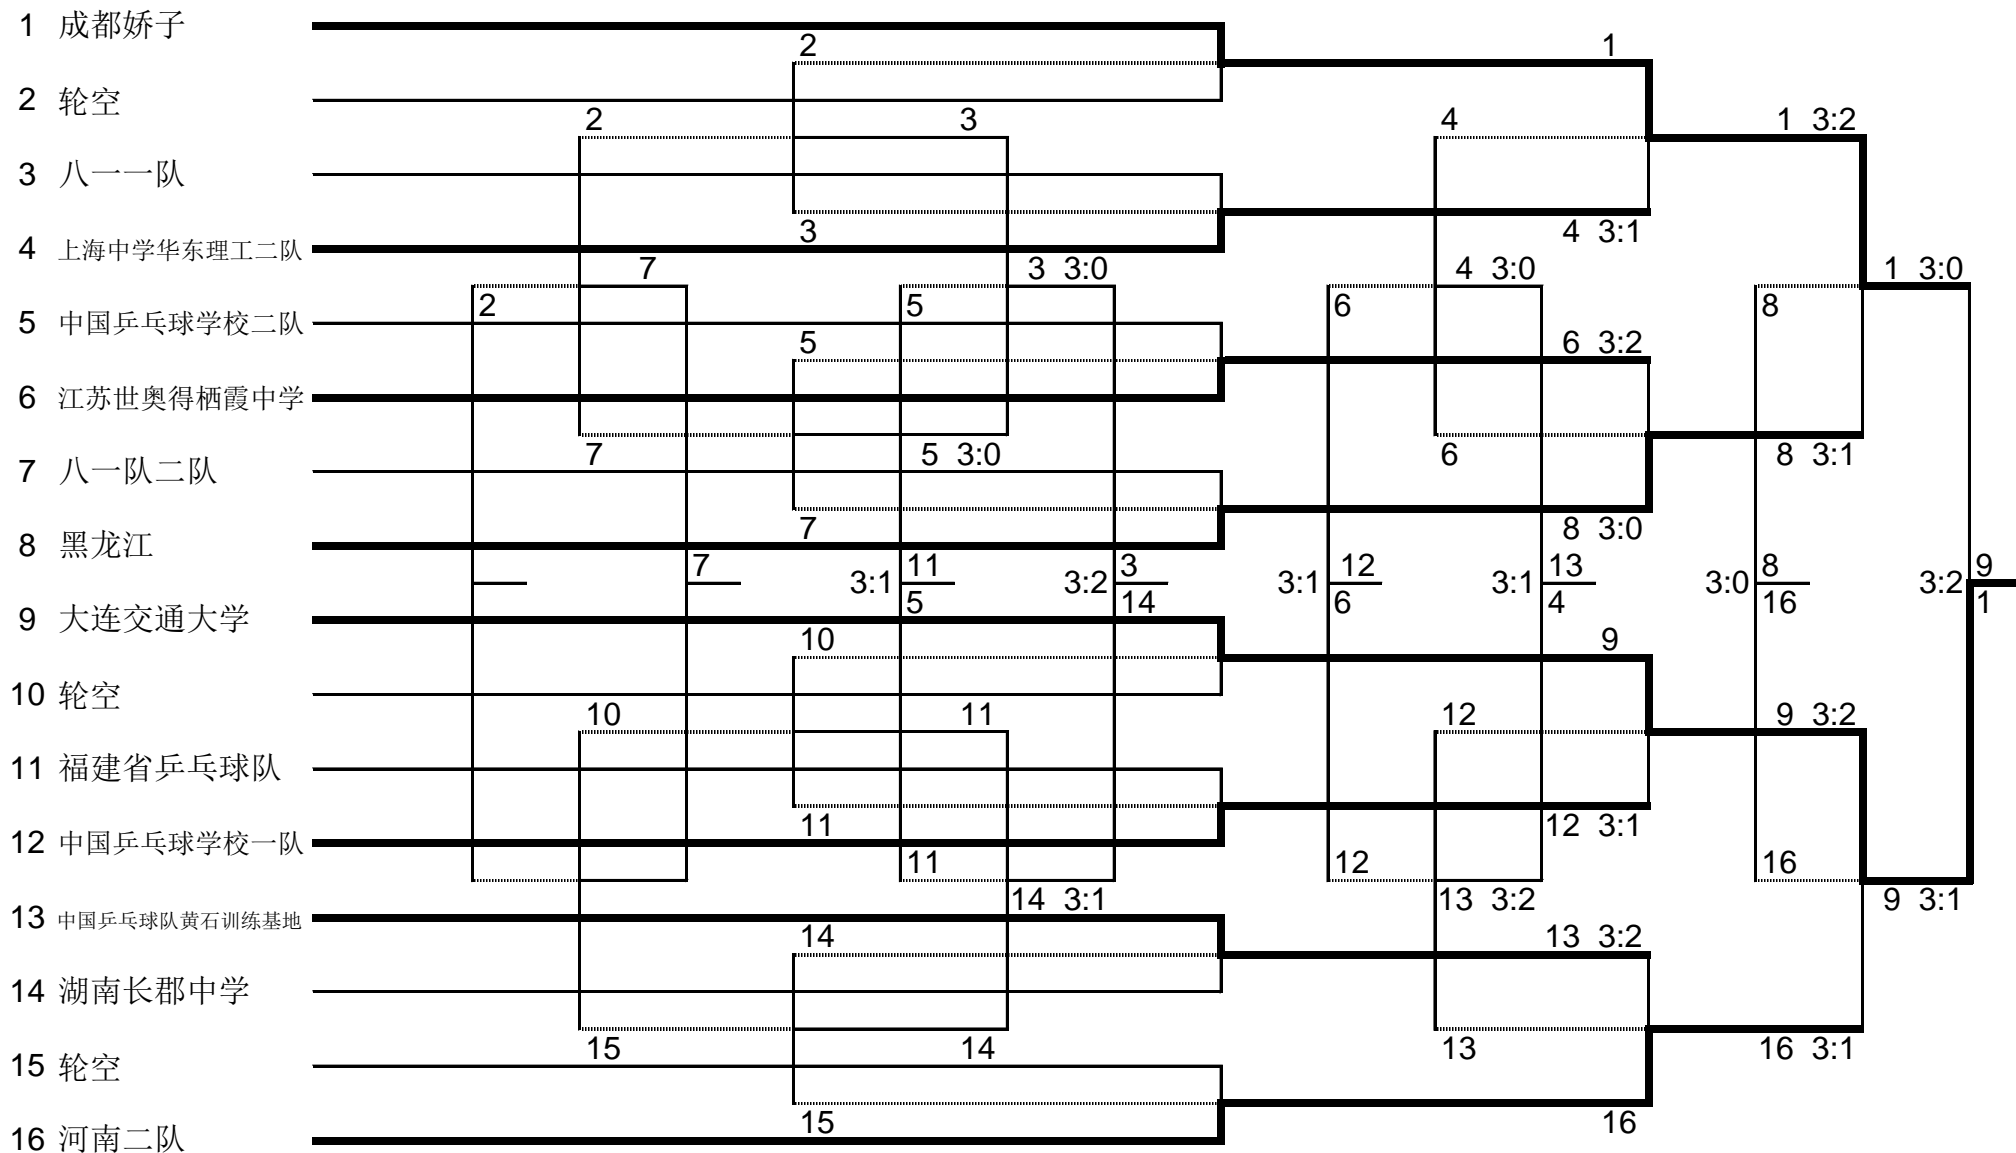 1 成都娇子
2 1
2 轮空
2 3 4 1 3:2
3 八一一队
3 4 3:1
4 上海中学华东理工二队
7 3 3:0 4 3:0 1 3:0
2 5 6 8
5 中国乒乓球学校二队
5 6 3:2
6 江苏世奥得栖霞中学
7 5 3:0 6 8 3:1
7 八一队二队
7 8 3:0
8 黑龙江
7 11 3 12 13 8 9
3:1 3:2 3:1 3:1 3:0 3:2
5 14 6 4 16 1
9 大连交通大学
10 9
10 轮空
10 11 12 9 3:2
11 福建省乒乓球队
11 12 3:1
12 中国乒乓球学校一队
11 12 16
14 3:1 13 3:2 9 3:1
13 中国乒乓球队黄石训练基地
14 13 3:2
14 湖南长郡中学
15 14 13 16 3:1
15 轮空
15 16
16 河南二队